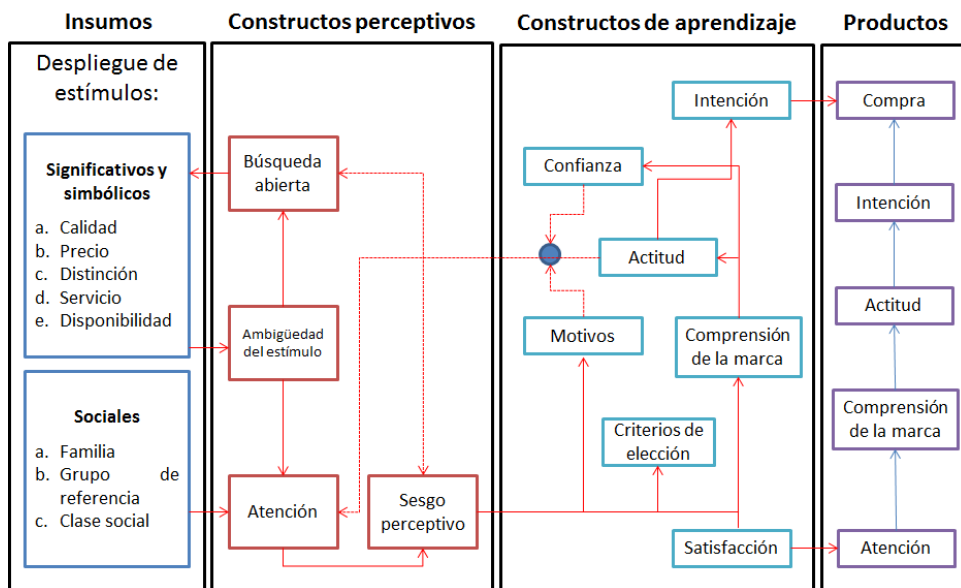 Insumos
Constructos perceptivos
Constructos de aprendizaje
Productos
Despliegue de
estímulos:
Significativos y
simbólicos
a. Calidad
b. Precio
c. Distinción
d. Servicio
e. Disponibilidad
Sociales
a. Familia
b. Grupo de
referencia
c. Clase social
Búsqueda
abierta
Ambigüedad
del estímulo
Atención
Sesgo
perceptivo
Intención
Confianza
Actitud
Motivos
Comprensión
de la marca
Criterios de
elección
Satisfacción
Compra
Intención
Actitud
Comprensión
de la marca
Atención